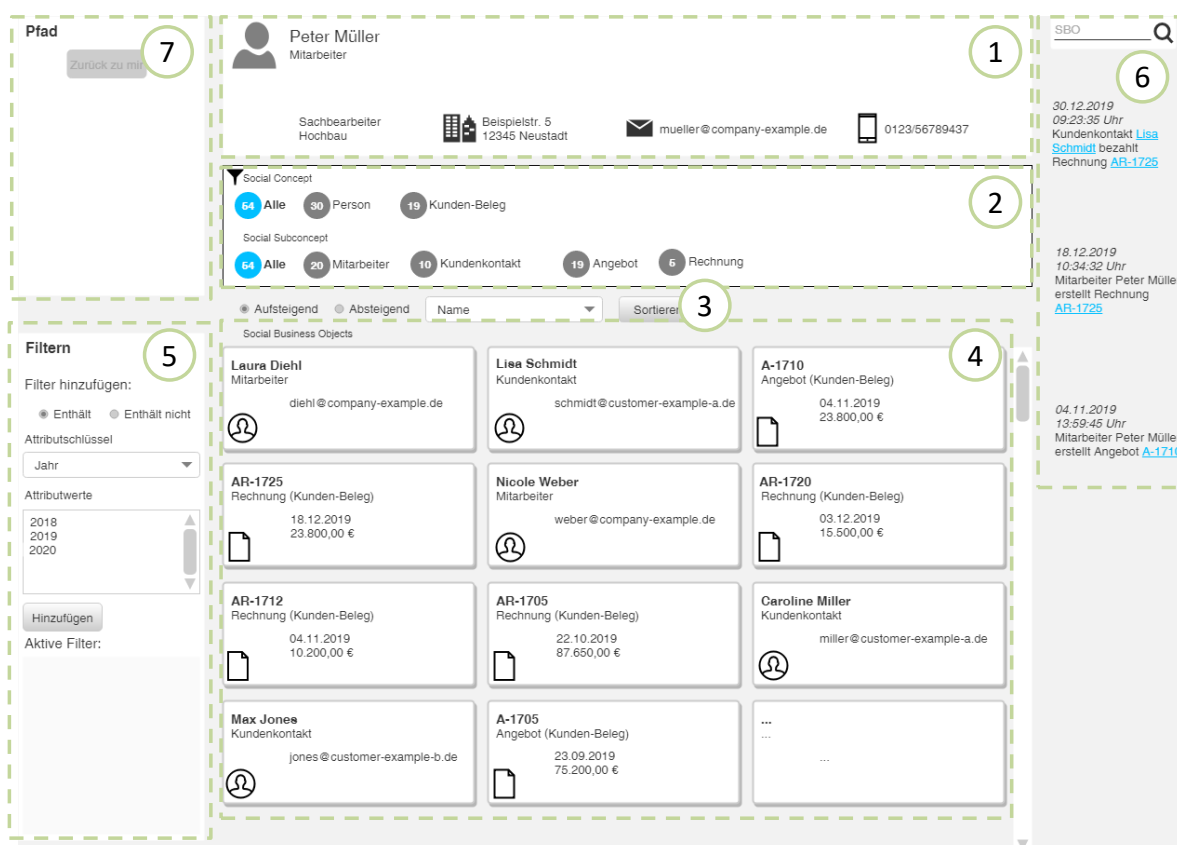 Pfad
7
Zurück zu mir
Peter Müller
Mitarbeiter
1
Sachbearbeiter
Hochbau
Beispielstr. 5
12345 Neustadt
mueller@company-example.de
0123/56789437
Social Concept
54 Alle 30 Person 19 Kunden-Beleg
2
Social Subconcept
54 Alle 20 Mitarbeiter 10 Kundenkontakt 19 Angebot 5 Rechnung
Aufsteigend Absteigend Name Sortieren
3
Social Business Objects
4
Laura Diehl
Mitarbeiter
diehl@company-example.de
Lisa Schmidt
Kundenkontakt
schmidt@customer-example-a.de
A-1710
Angebot (Kunden-Beleg)
04.11.2019
23.800,00 €
AR-1725
Rechnung (Kunden-Beleg)
18.12.2019
23.800,00 €
Nicole Weber
Mitarbeiter
weber@company-example.de
AR-1720
Rechnung (Kunden-Beleg)
03.12.2019
15.500,00 €
AR-1712
Rechnung (Kunden-Beleg)
04.11.2019
10.200,00 €
AR-1705
Rechnung (Kunden-Beleg)
22.10.2019
87.650,00 €
Caroline Miller
Kundenkontakt
miller@customer-example-a.de
Max Jones
Kundenkontakt
jones@customer-example-b.de
A-1705
Angebot (Kunden-Beleg)
23.09.2019
75.200,00 €
...
...
...
Filtern
5
Filter hinzufügen:
Enthält Enthält nicht
Attributschlüssel
Jahr
Attributwerte
2018
2019
2020
Hinzufügen
Aktive Filter:
SBO
6
30.12.2019
09:23:35 Uhr
Kundenkontakt Lisa
Schmidt bezahlt
Rechnung AR-1725
18.12.2019
10:34:32 Uhr
Mitarbeiter Peter Müller
erstellt Rechnung
AR-1725
04.11.2019
13:59:45 Uhr
Mitarbeiter Peter Müller
erstellt Angebot A-1710